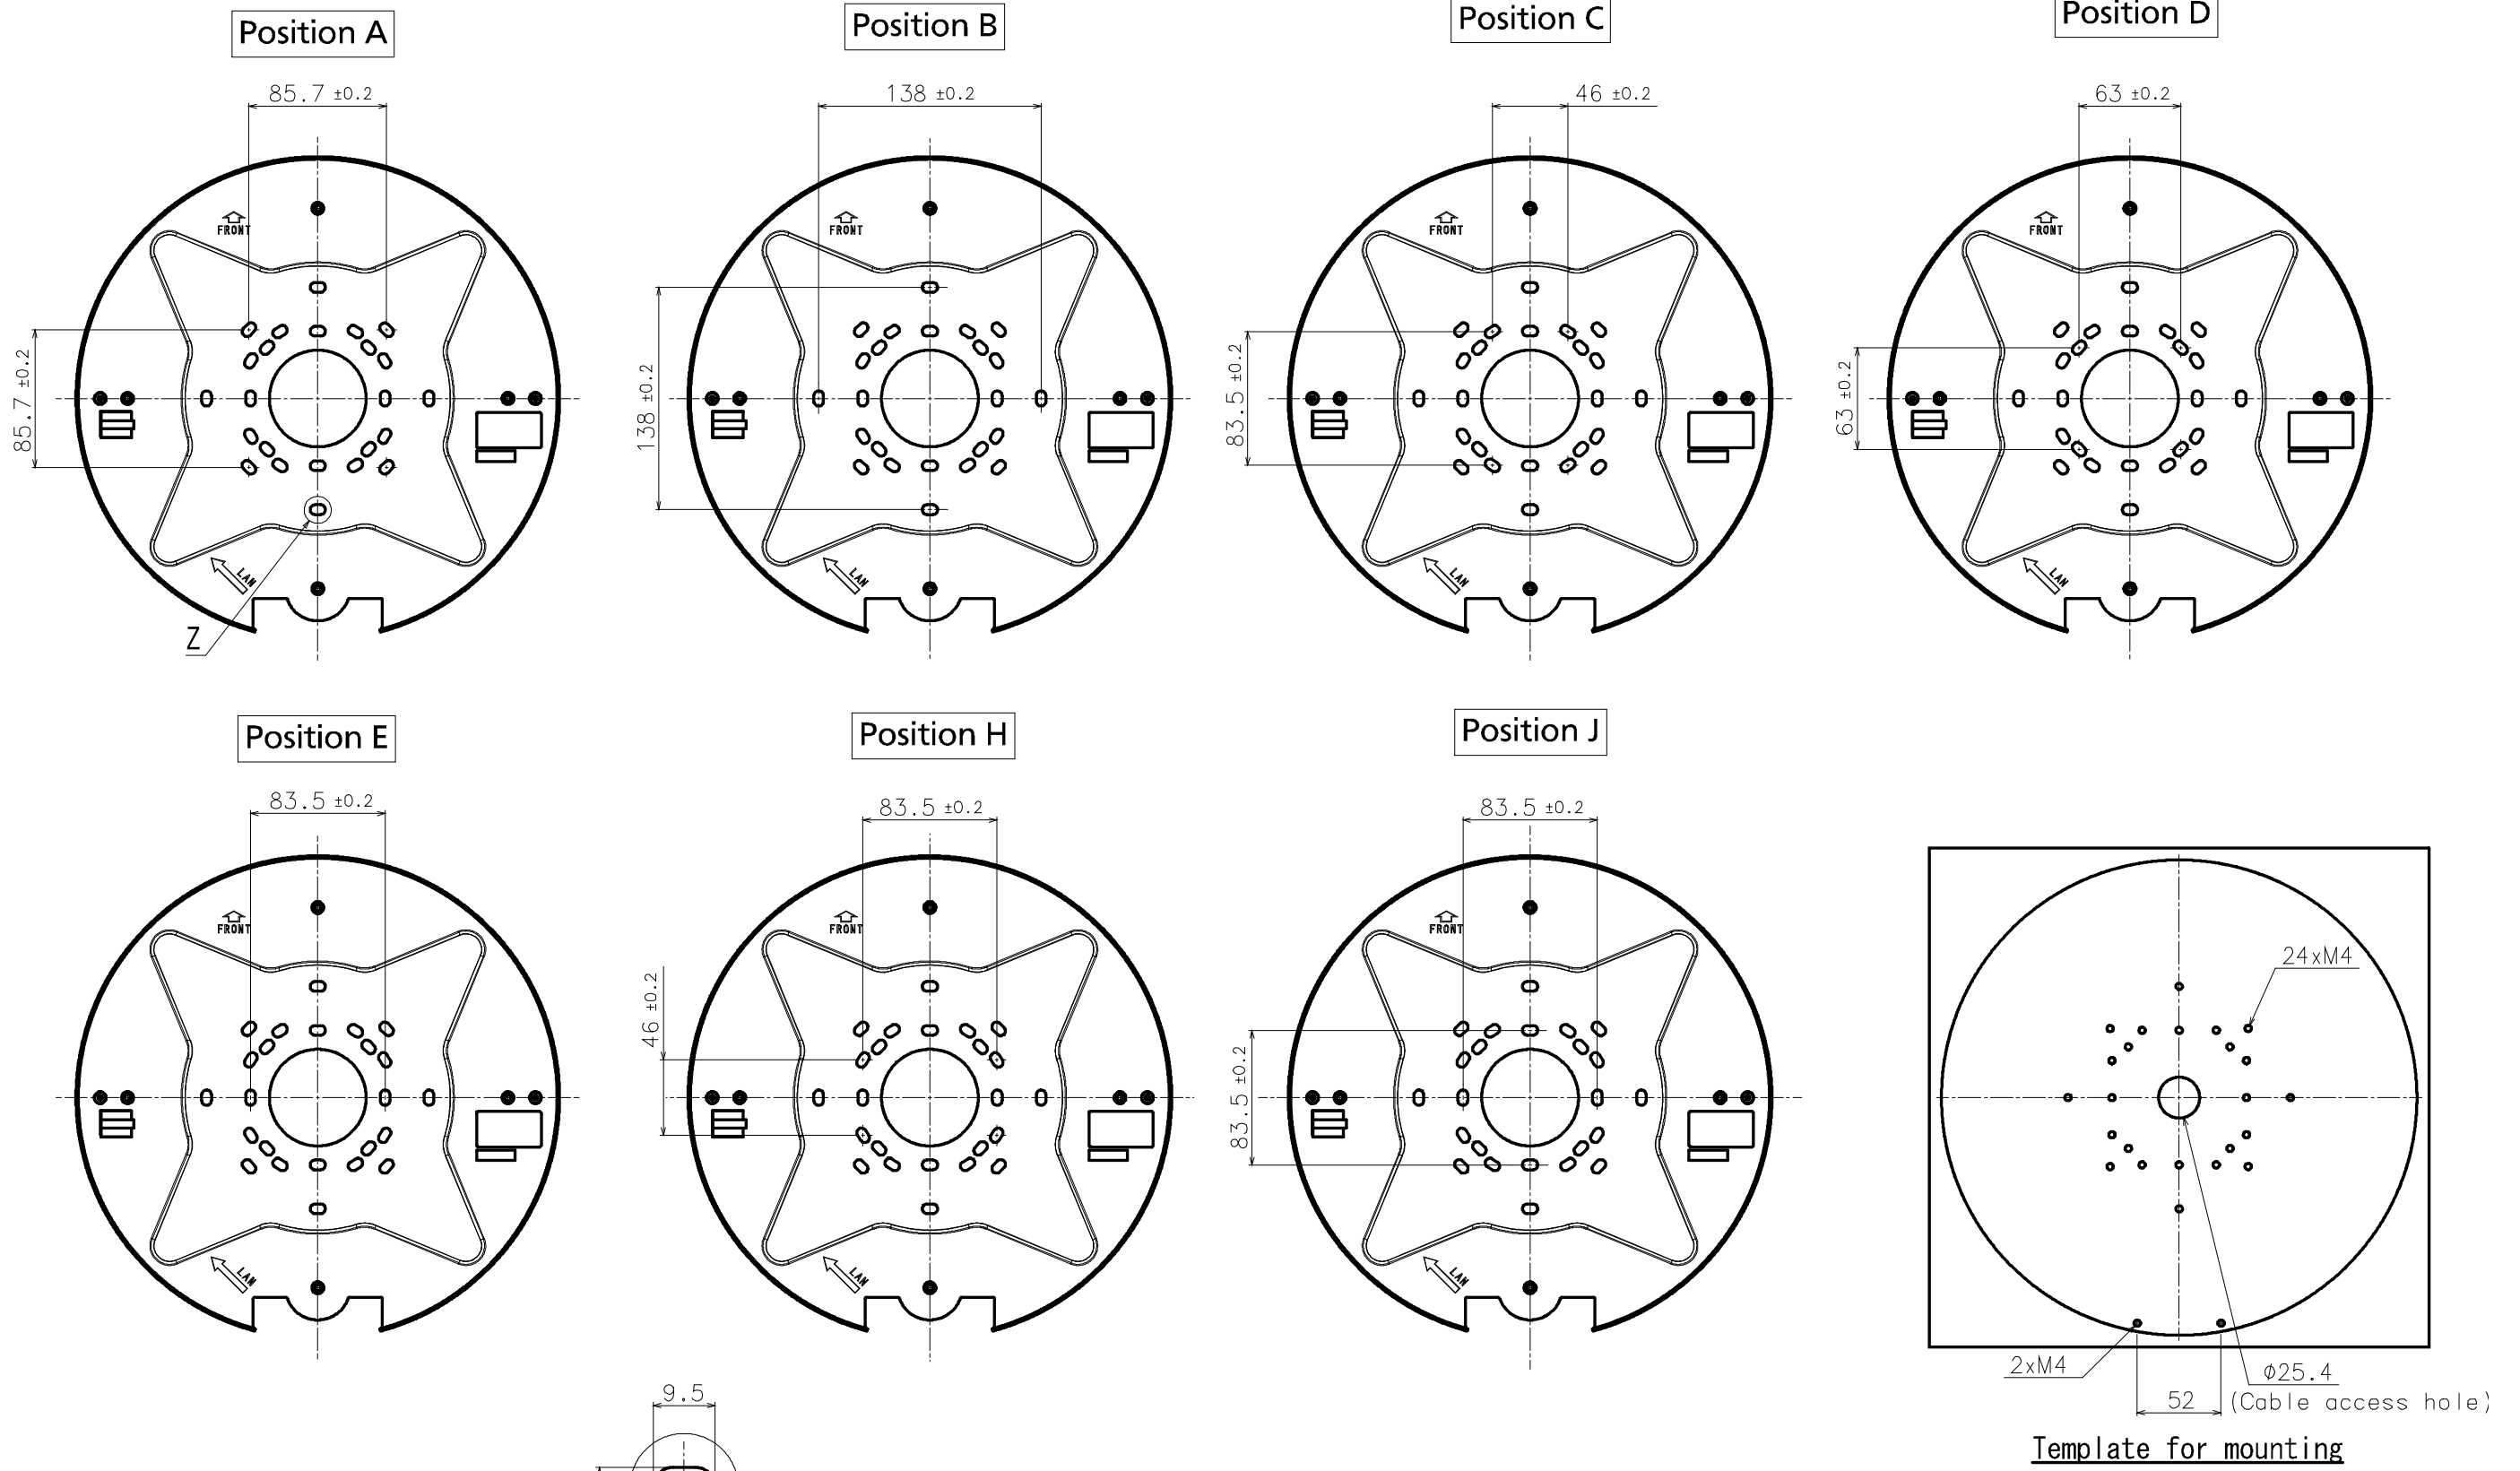 Position A
Position B
Position C
Position D
85.7 ±0.2
138 ±0.2
46 ±0.2
63 ±0.2
FRONT
FRONT
FRONT
FRONT
85.7 ±0.2
138 ±0.2
83.5 ±0.2
63 ±0.2
LAN
LAN
LAN
LAN
Z
Position E
Position H
Position J
83.5 ±0.2
83.5 ±0.2
83.5 ±0.2
FRONT
FRONT
FRONT
46 ±0.2
83.5 ±0.2
24xM4
LAN
LAN
LAN
2xM4
φ25.4
(Cable access hole)
52
9.5
Template for mounting